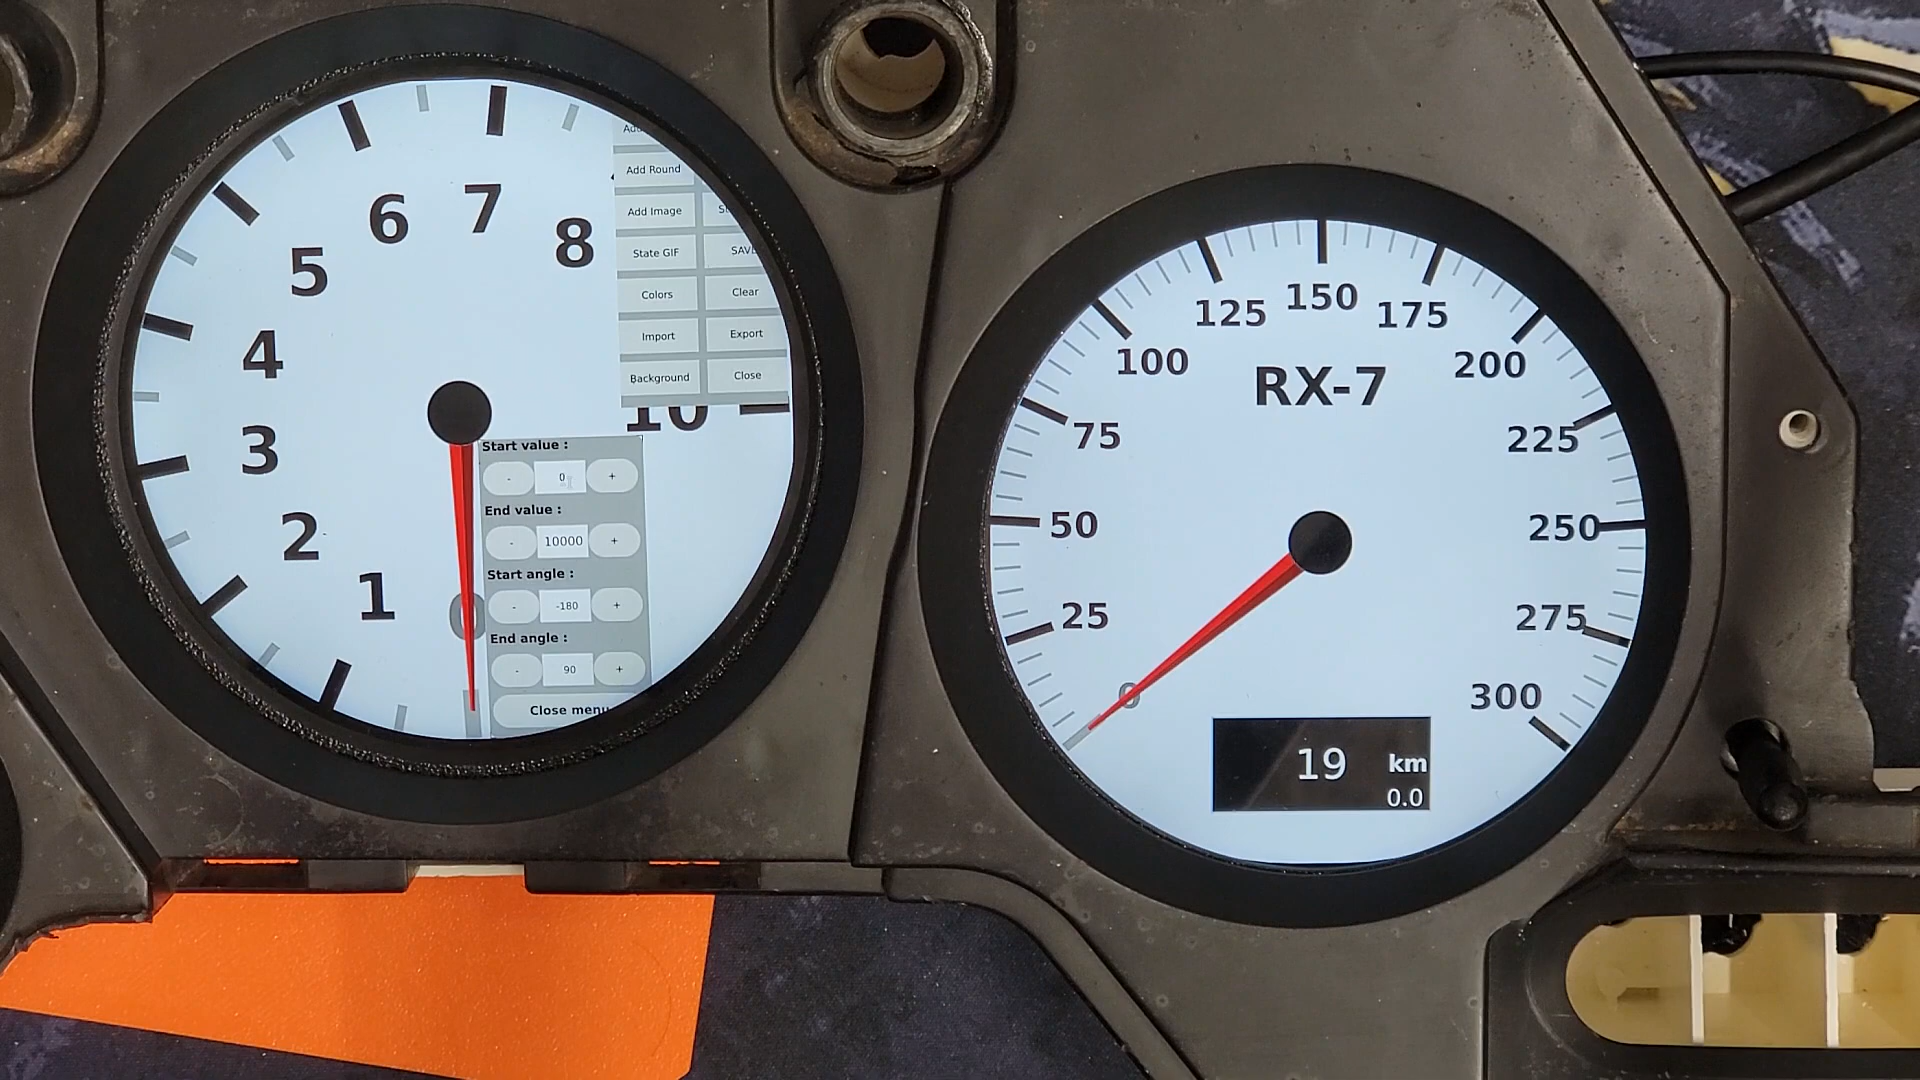 6
7
5
8
4
3
2
1
0
10
Add Round
Add Image
State GIF
Colors
Clear
Import
Export
Background
Close
Start value :
- 0 +
End value :
- 10000 +
Start angle :
- -180 +
End angle :
- 90 +
Close menu
125 150 175
100 200
RX-7
75 225
50 250
25 275
0 300
19 km
0.0